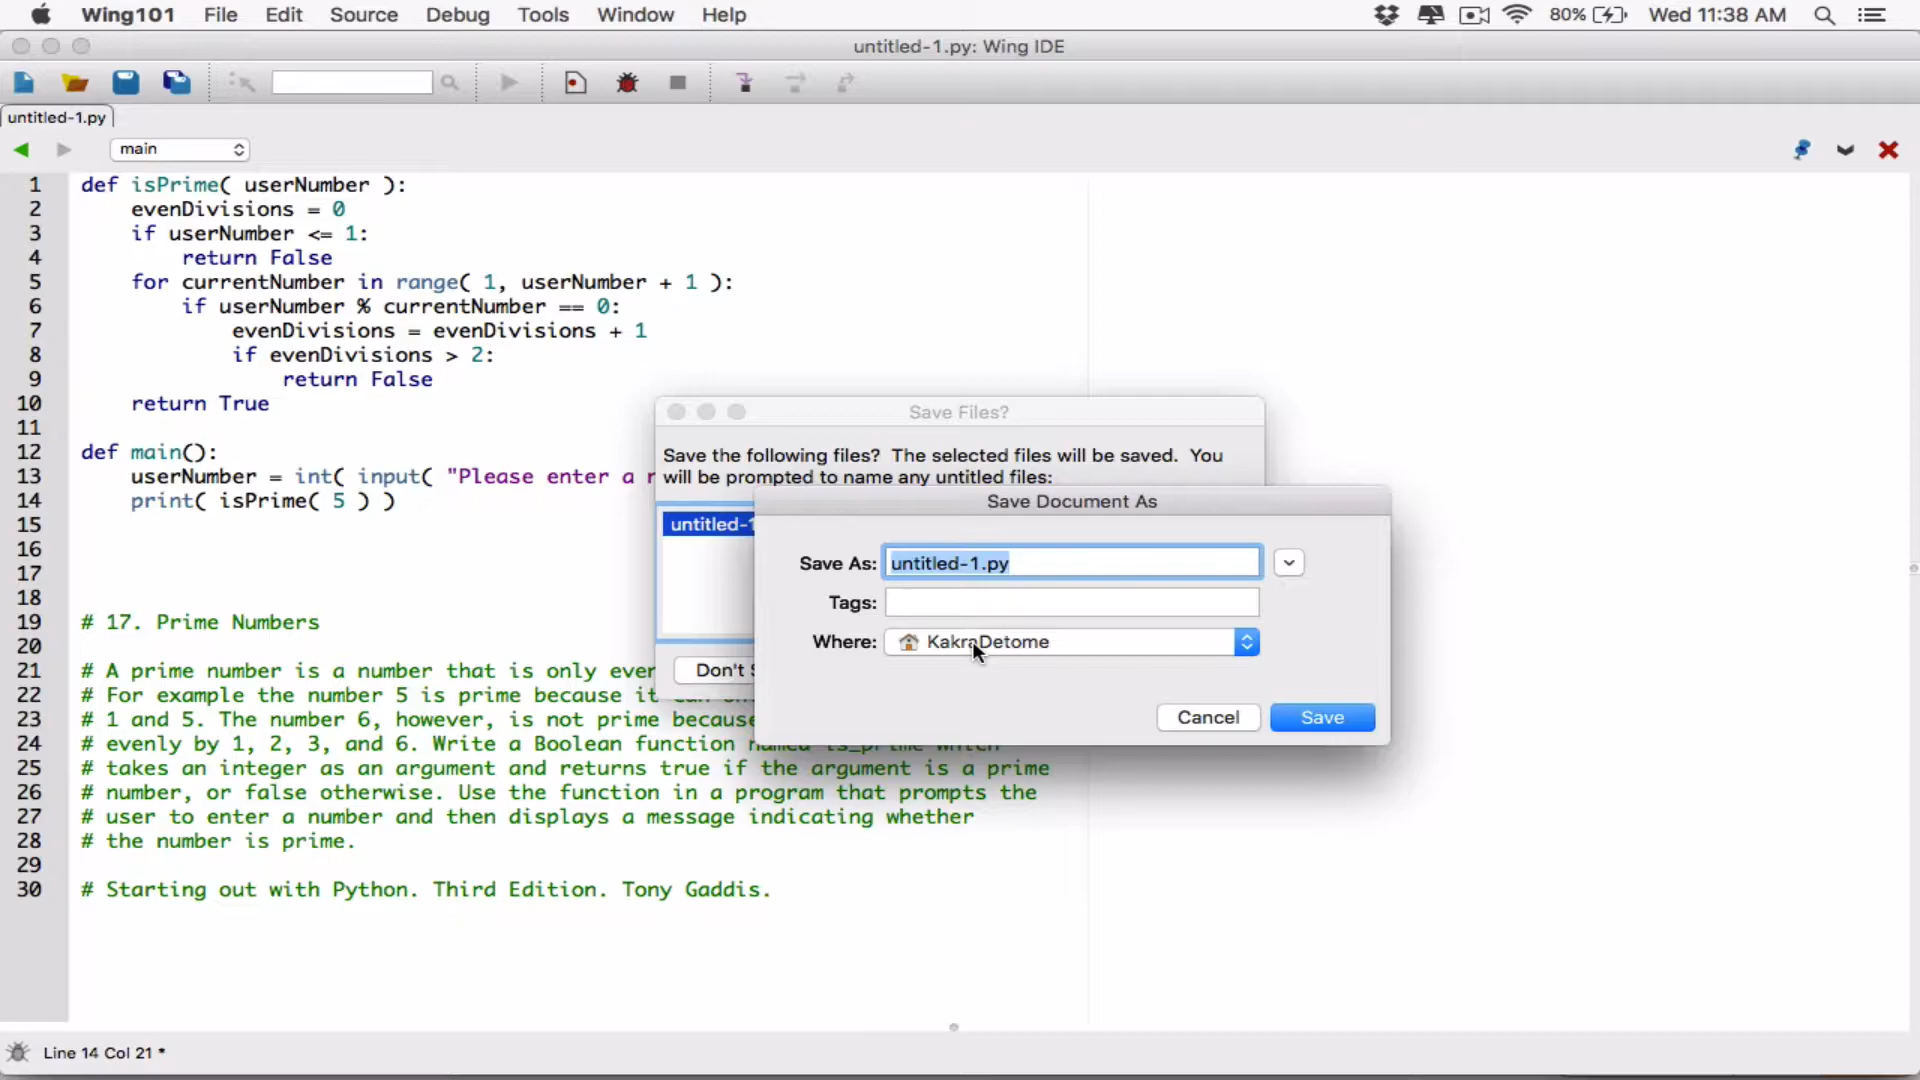 Wing101 File Edit Source Debug Tools Window Help 80% Wed 11:38 AM
untitled-1.py: Wing IDE
untitled-1.py
main
1 def isPrime( userNumber ):
2 evenDivisions = 0
3 if userNumber <= 1:
4 return False
5 for currentNumber in range( 1, userNumber + 1 ):
6 if userNumber % currentNumber == 0:
7 evenDivisions = evenDivisions + 1
8 if evenDivisions > 2:
9 return False
10 return True
11
12 def main():
13 userNumber = int( input( "Please enter a
14 print( isPrime( 5 ) )
15
16
17
18
19 # 17. Prime Numbers
20
21 # A prime number is a number that is only
22 # For example the number 5 is prime because it
23 # 1 and 5. The number 6, however, is not prime because
24 # evenly by 1, 2, 3, and 6. Write a Boolean function named is_prime which
25 # takes an integer as an argument and returns true if the argument is a prime
26 # number, or false otherwise. Use the function in a program that prompts the
27 # user to enter a number and then displays a message indicating whether
28 # the number is prime.
29
30 # Starting out with Python. Third Edition. Tony Gaddis.
Save Files?
Save the following files? The selected files will be saved. You
will be prompted to name any untitled files:
untitled-1
Don't
Save Document As
Save As: untitled-1.py
Tags:
Where: KakraDetome
Cancel Save
Line 14 Col 21 *